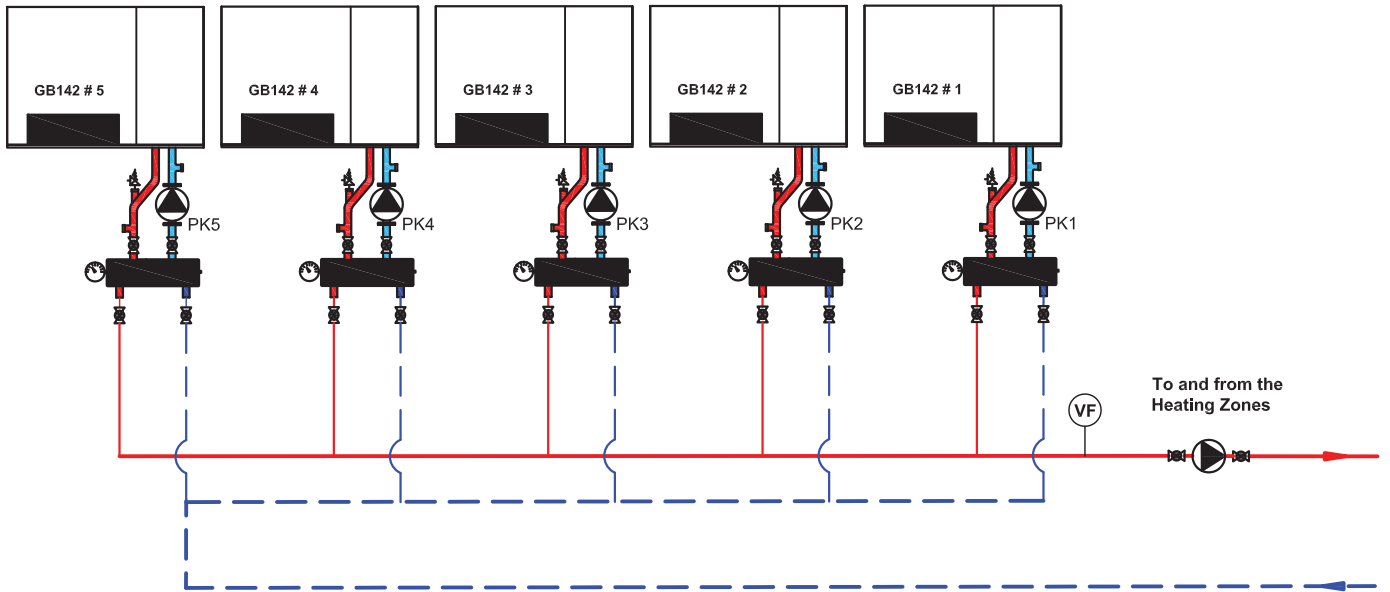 GB142 # 5
GB142 # 4
GB142 # 3
GB142 # 2
GB142 # 1
PK5
PK4
PK3
PK2
PK1
To and from the
Heating Zones
VF